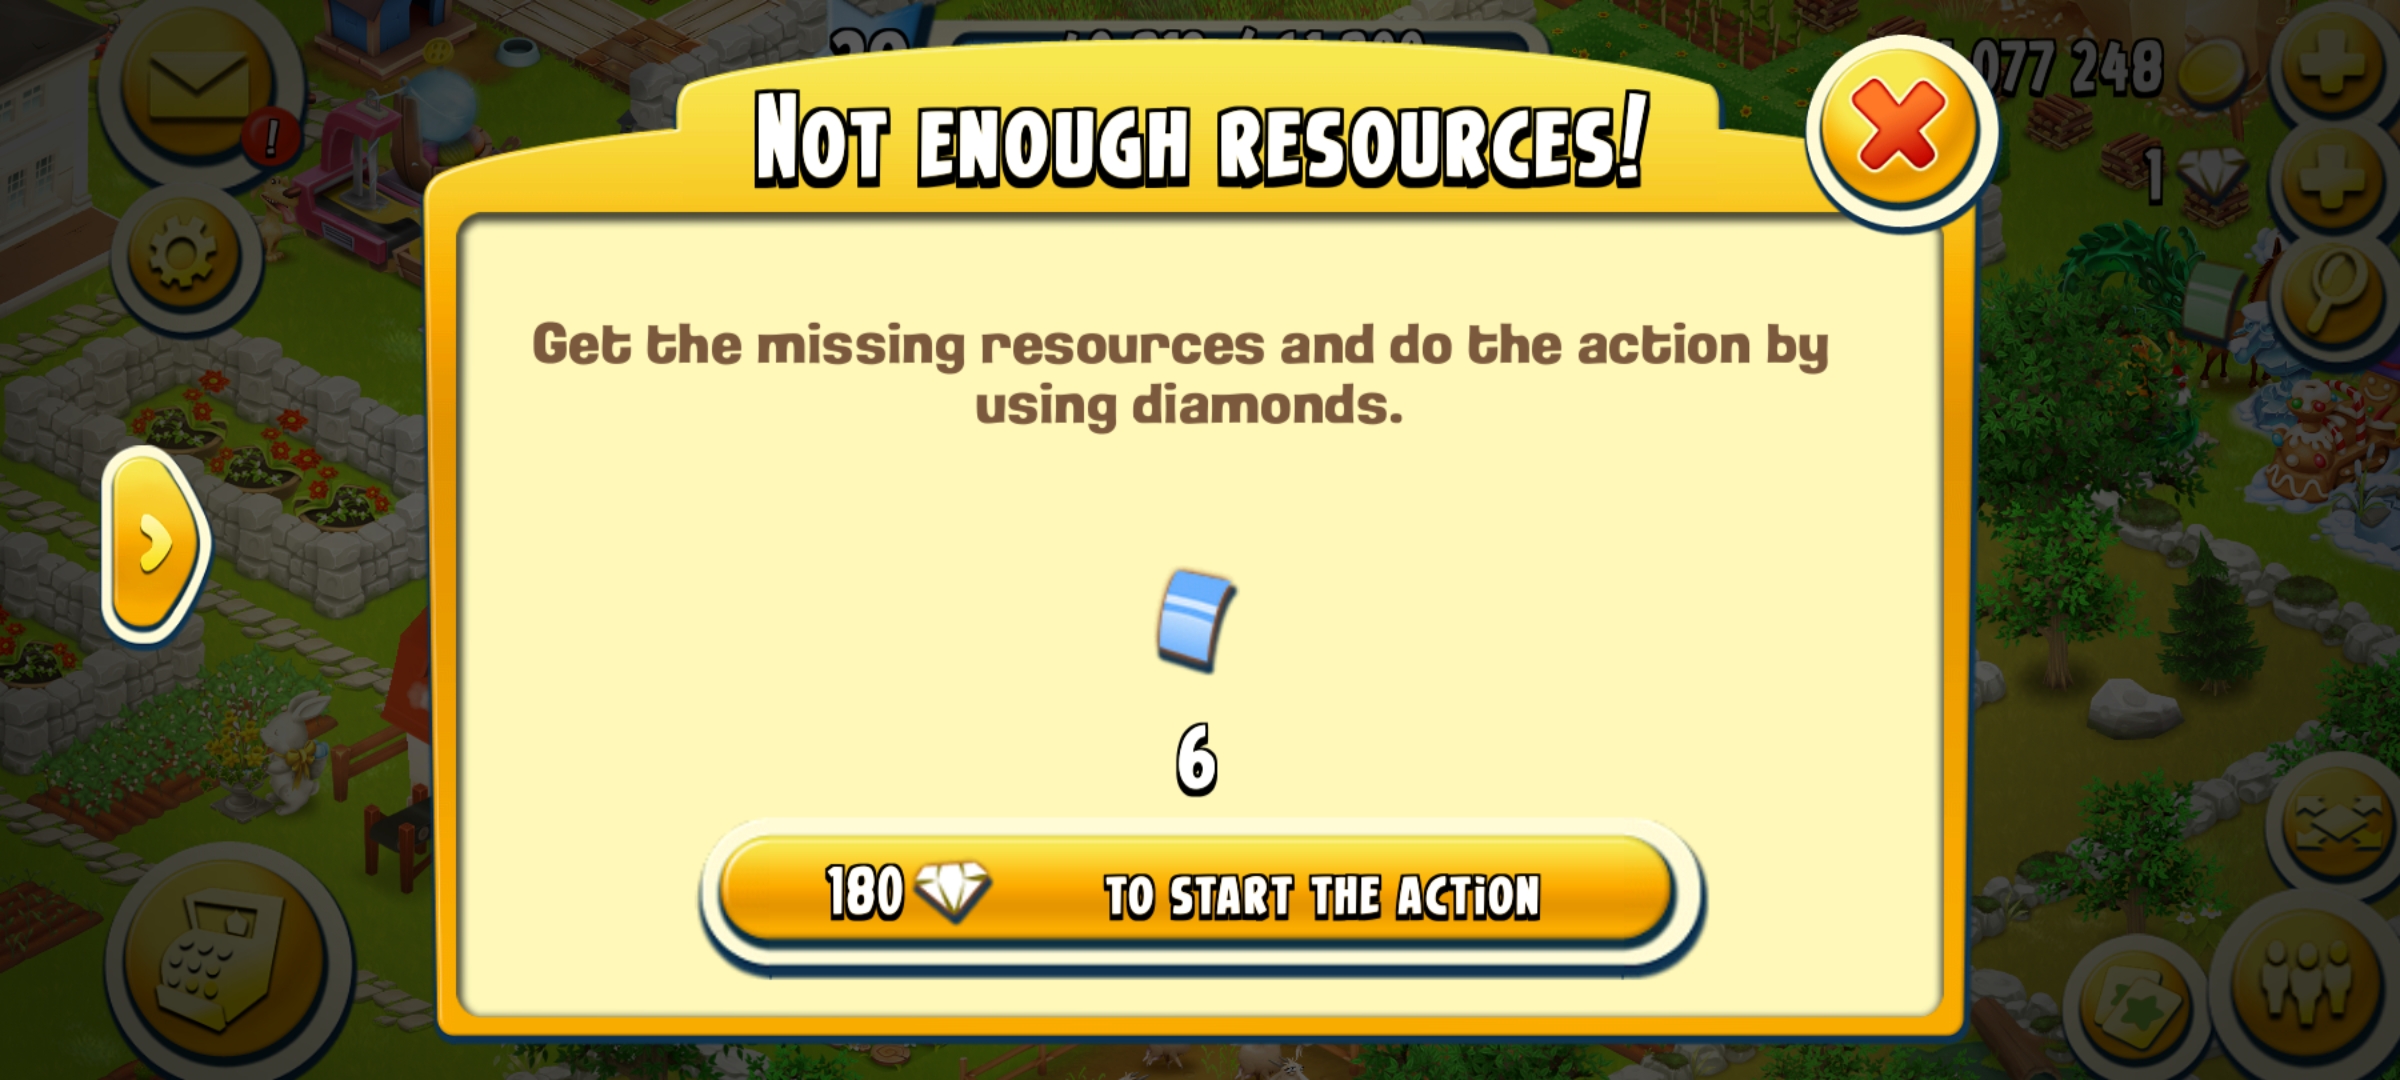 077 248
NOT ENOUGH RESOURCES!
1
Get the missing resources and do the action by
using diamonds.
6
180 TO START THE ACTION